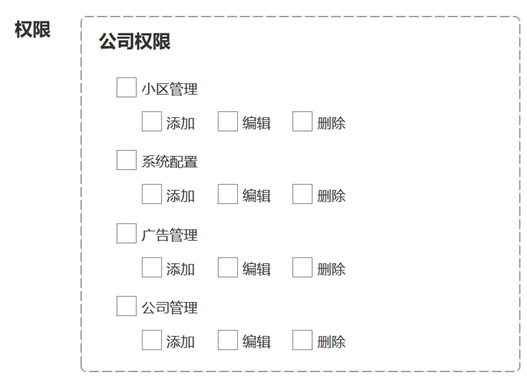 权限
公司权限
小区管理
添加 编辑 删除
系统配置
添加 编辑 删除
广告管理
添加 编辑 删除
公司管理
添加 编辑 删除